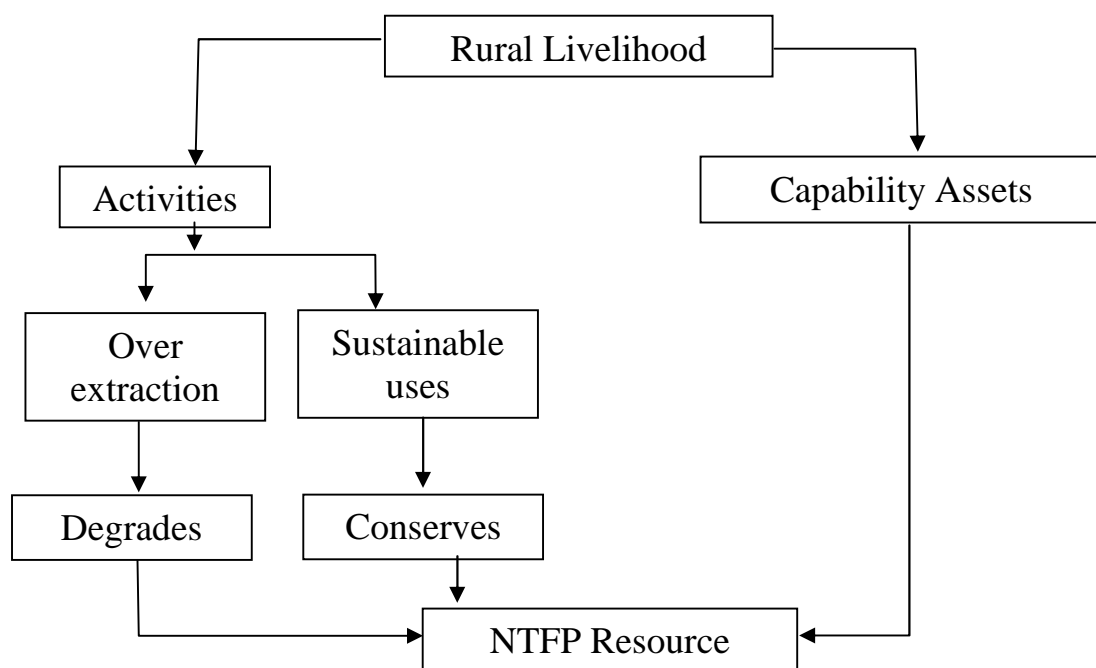 Rural Livelihood
Activities
Capability Assets
Over
extraction
Sustainable
uses
Degrades
Conserves
NTFP Resource